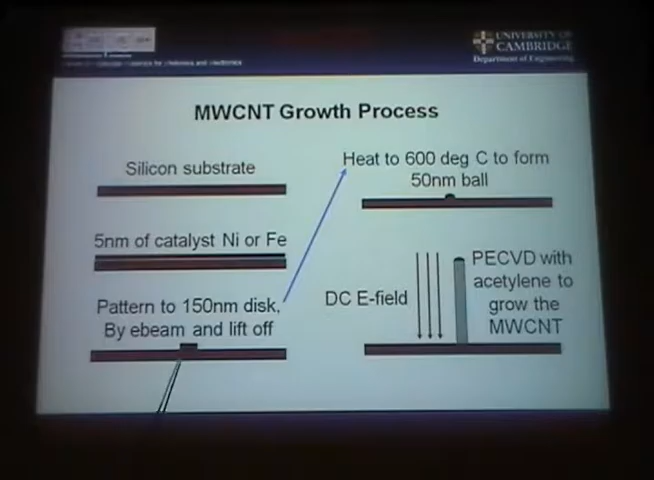 UNIVERSITY OF
CAMBRIDGE
Department of Engineering
MWCNT Growth Process
Silicon substrate
5nm of catalyst Ni or Fe
Pattern to 150nm disk,
By ebeam and lift off
Heat to 600 deg C to form
50nm ball
DC E-field
PECVD with
acetylene to
grow the
MWCNT